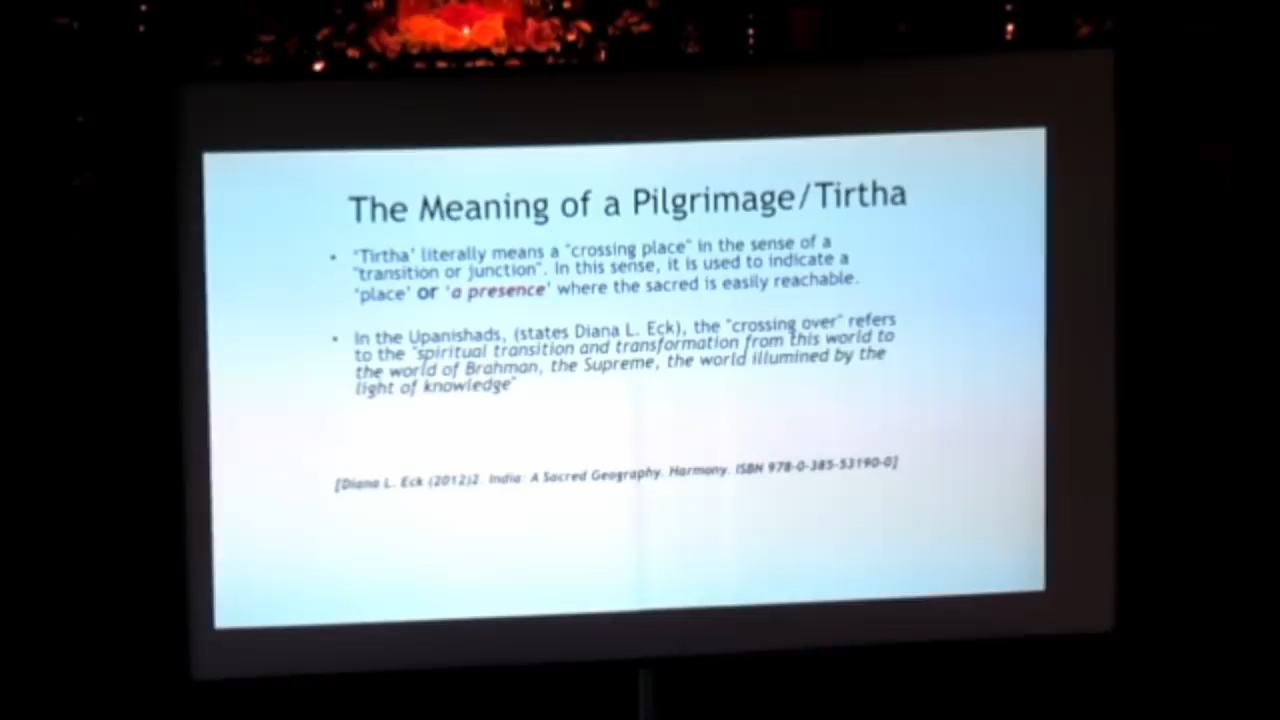 The Meaning of a Pilgrimage/Tirtha
• 'Tirtha' literally means a "crossing place" in the sense of a
"transition or junction". In this sense, it is used to indicate a
'place' or 'a presence' where the sacred is easily reachable.
• In the Upanishads, (states Diana L. Eck), the "crossing over" refers
to the "spiritual transition and transformation from this world to
the world of Brahman, the Supreme, the world illumined by the
light of knowledge"
[Diana L. Eck (2012)2. India: A Sacred Geography. Harmony. ISBN 978-0-385-53190-0]